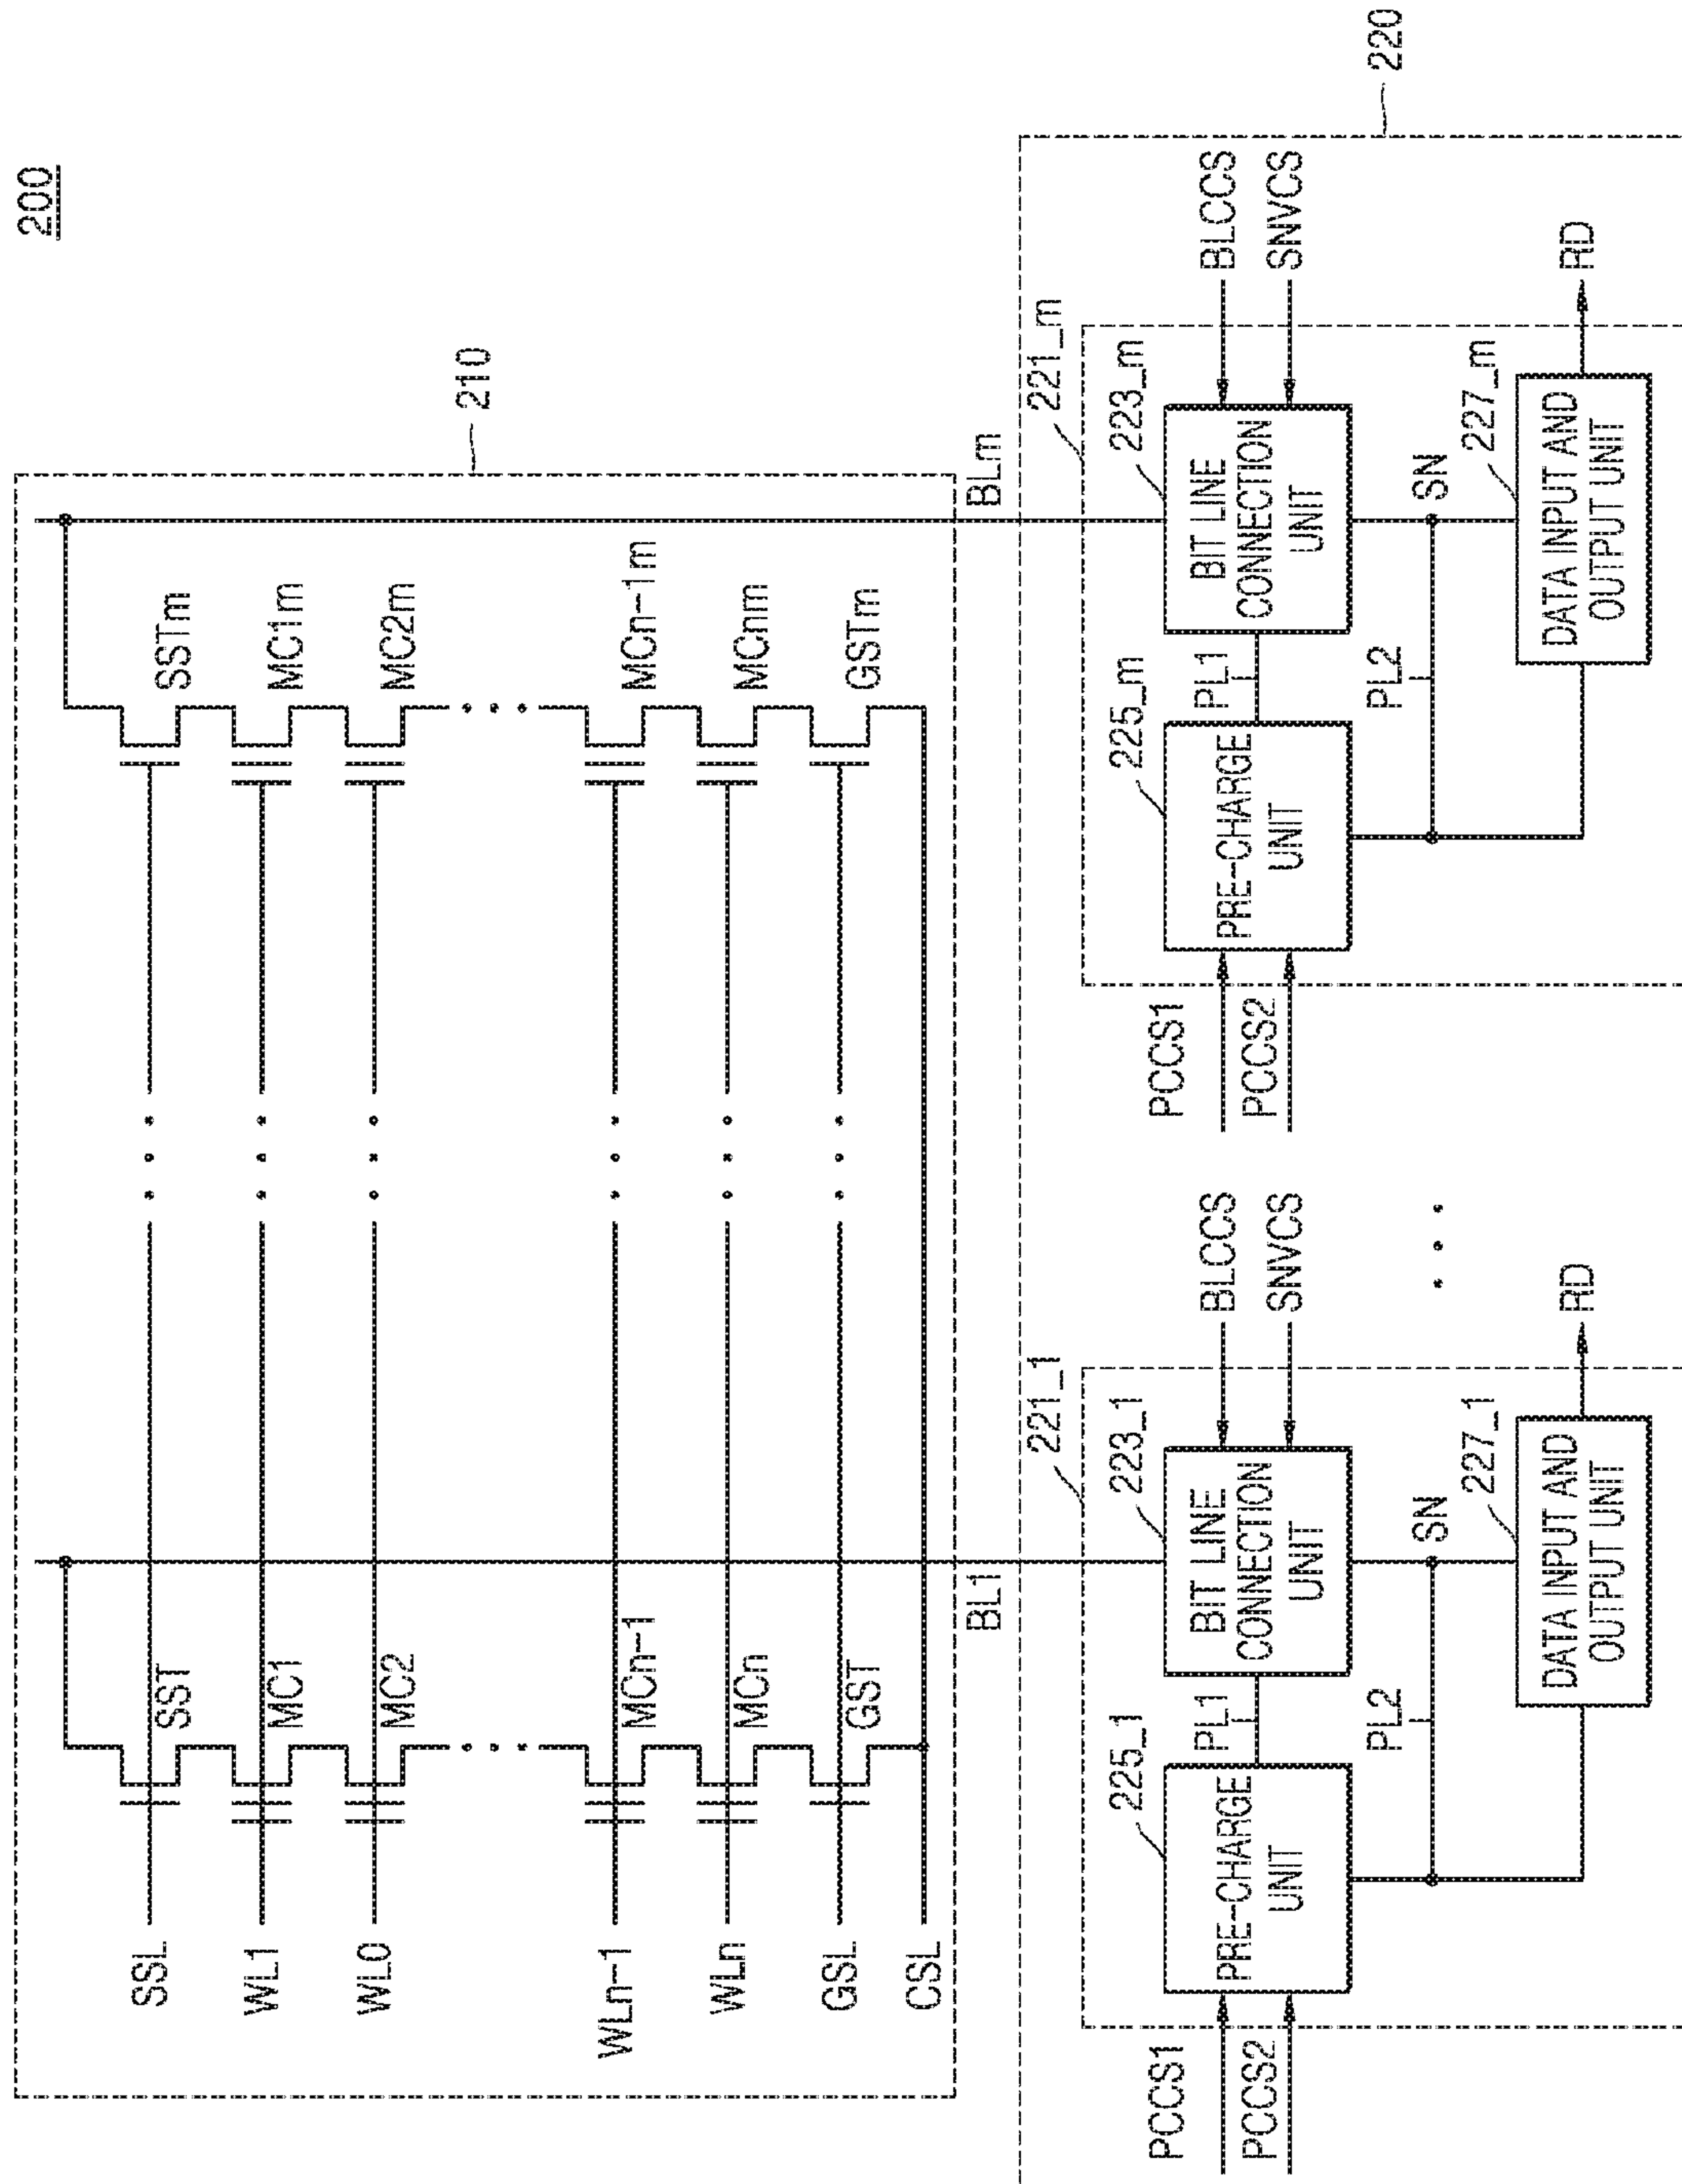 200
210
SSL
SST
SSTm
WL1
MC1
MC1m
WL0
MC2
MC2m
WLn-1
MCn-1
MCn-1m
WLn
MCn
MCnm
GSL
GST
GSTm
CSL
BL1
BLm
220
221_1
PCCS1
PCCS2
225_1
PRE-CHARGE
UNIT
PL1
223_1
BIT LINE
CONNECTION
UNIT
BLCCS
SNVCS
PL2
SN
227_1
DATA INPUT AND
OUTPUT UNIT
RD
221_m
PCCS1
PCCS2
225_m
PRE-CHARGE
UNIT
PL1
223_m
BIT LINE
CONNECTION
UNIT
BLCCS
SNVCS
PL2
SN
227_m
DATA INPUT AND
OUTPUT UNIT
RD